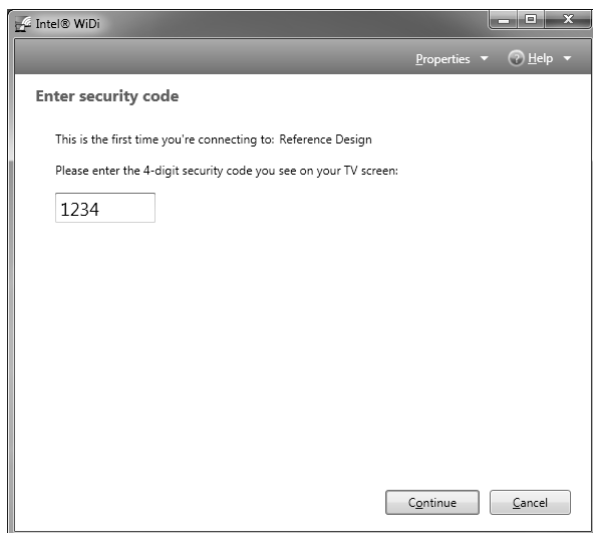 Intel® WiDi
Properties Help
Enter security code
This is the first time you're connecting to: Reference Design
Please enter the 4-digit security code you see on your TV screen:
1234
Continue Cancel